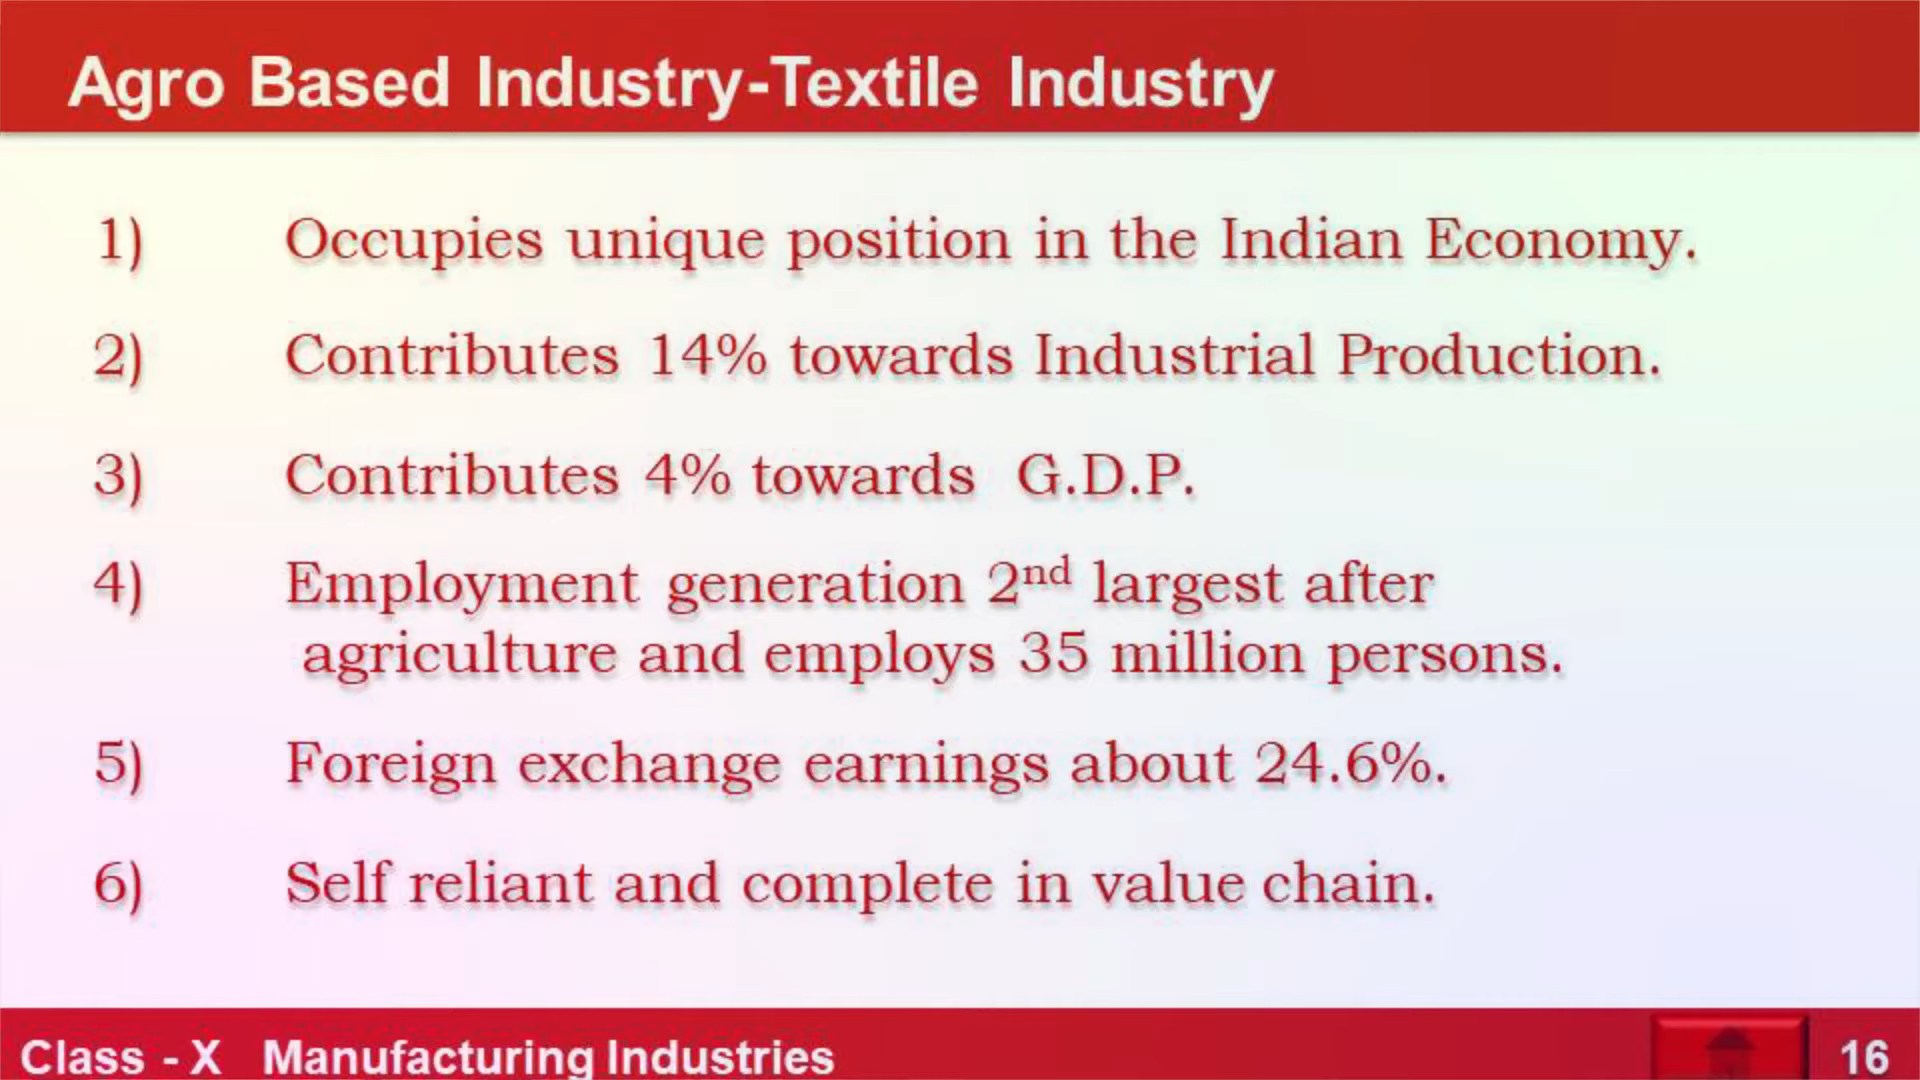 Agro Based Industry-Textile Industry
1) Occupies unique position in the Indian Economy.
2) Contributes 14% towards Industrial Production.
3) Contributes 4% towards G.D.P.
4) Employment generation 2nd largest after
agriculture and employs 35 million persons.
5) Foreign exchange earnings about 24.6%.
6) Self reliant and complete in value chain.
Class - X Manufacturing Industries 16